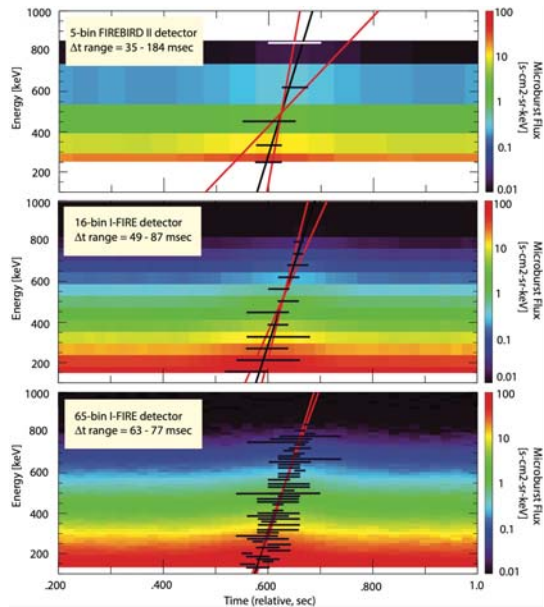 1000
800
600
400
200
Energy [keV]
5-bin FIREBIRD II detector
Δt range = 35 - 184 msec
100
10
1
0.1
0.01
Microburst Flux
[s-cm2-sr-keV]
1000
800
600
400
200
Energy [keV]
16-bin I-FIRE detector
Δt range = 49 - 87 msec
100
10
1
0.1
0.01
Microburst Flux
[s-cm2-sr-keV]
1000
800
600
400
200
Energy [keV]
65-bin I-FIRE detector
Δt range = 63 - 77 msec
100
10
1
0.1
0.01
Microburst Flux
[s-cm2-sr-keV]
.200 .400 .600 .800 1.0
Time (relative, sec)